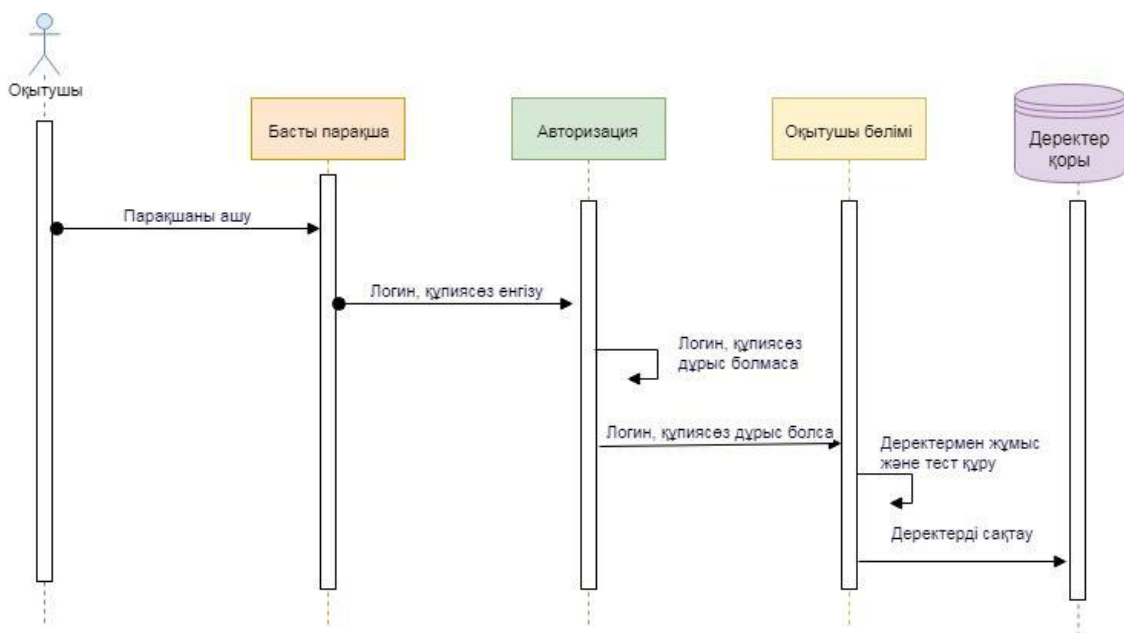 Оқытушы
Басты парақша
Авторизация
Оқытушы бөлімі
Деректер
қоры
Парақшаны ашу
Логин, құпиясөз енгізу
Логин, құпиясөз
дұрыс болмаса
Логин, құпиясөз дұрыс болса
Деректермен жұмыс
және тест құру
Деректерді сақтау